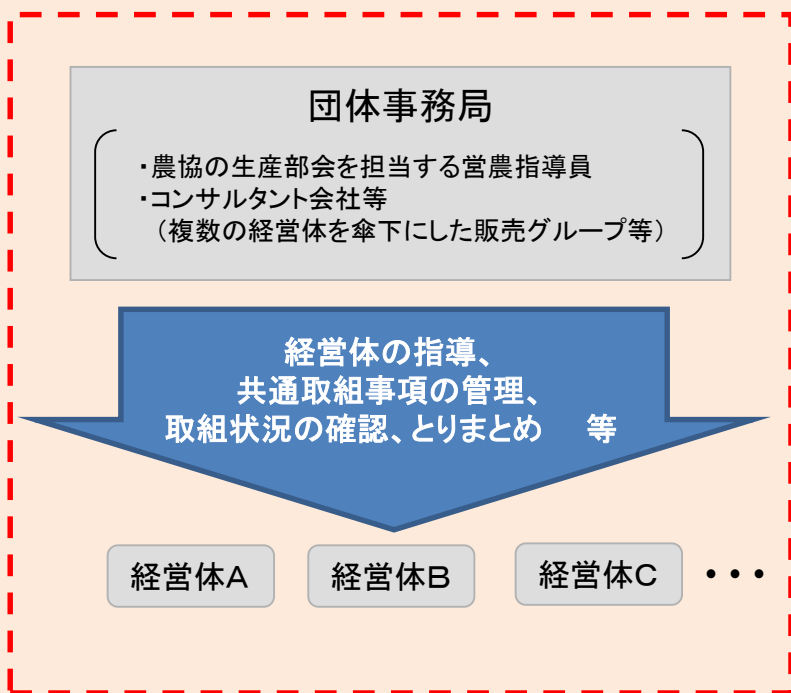 団体事務局
・農協の生産部会を担当する営農指導員
・コンサルタント会社等
（複数の経営体を傘下にした販売グループ等）
経営体の指導、
共通取組事項の管理、
取組状況の確認、とりまとめ　等
経営体A　経営体B　経営体C　・・・